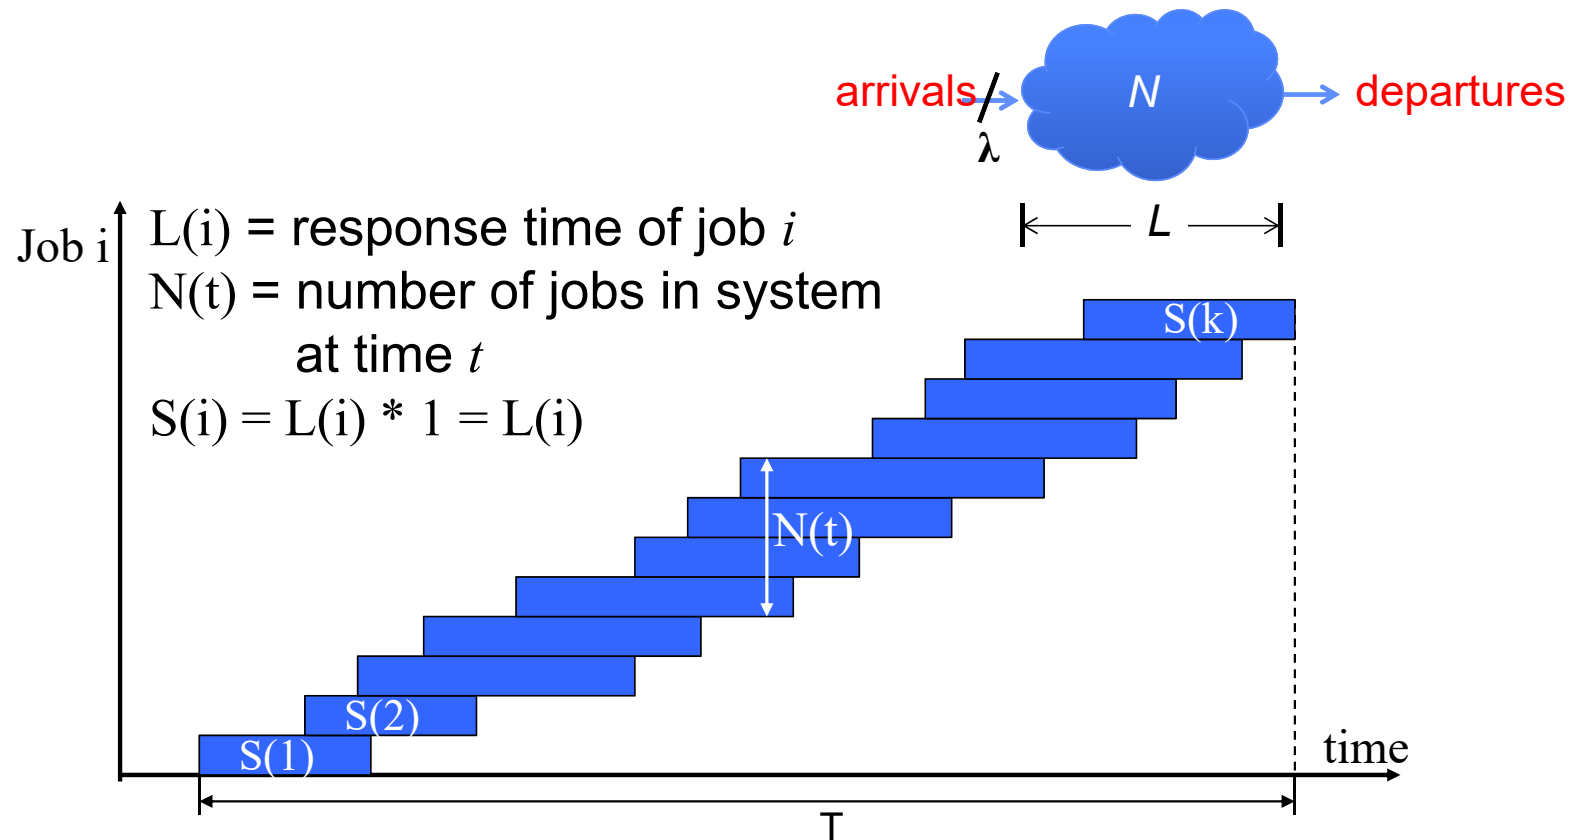 arrivals
N
departures
λ
L
Job i
L(i) = response time of job i
N(t) = number of jobs in system
at time t
S(i) = L(i) * 1 = L(i)
S(k)
N(t)
S(2)
S(1)
time
T